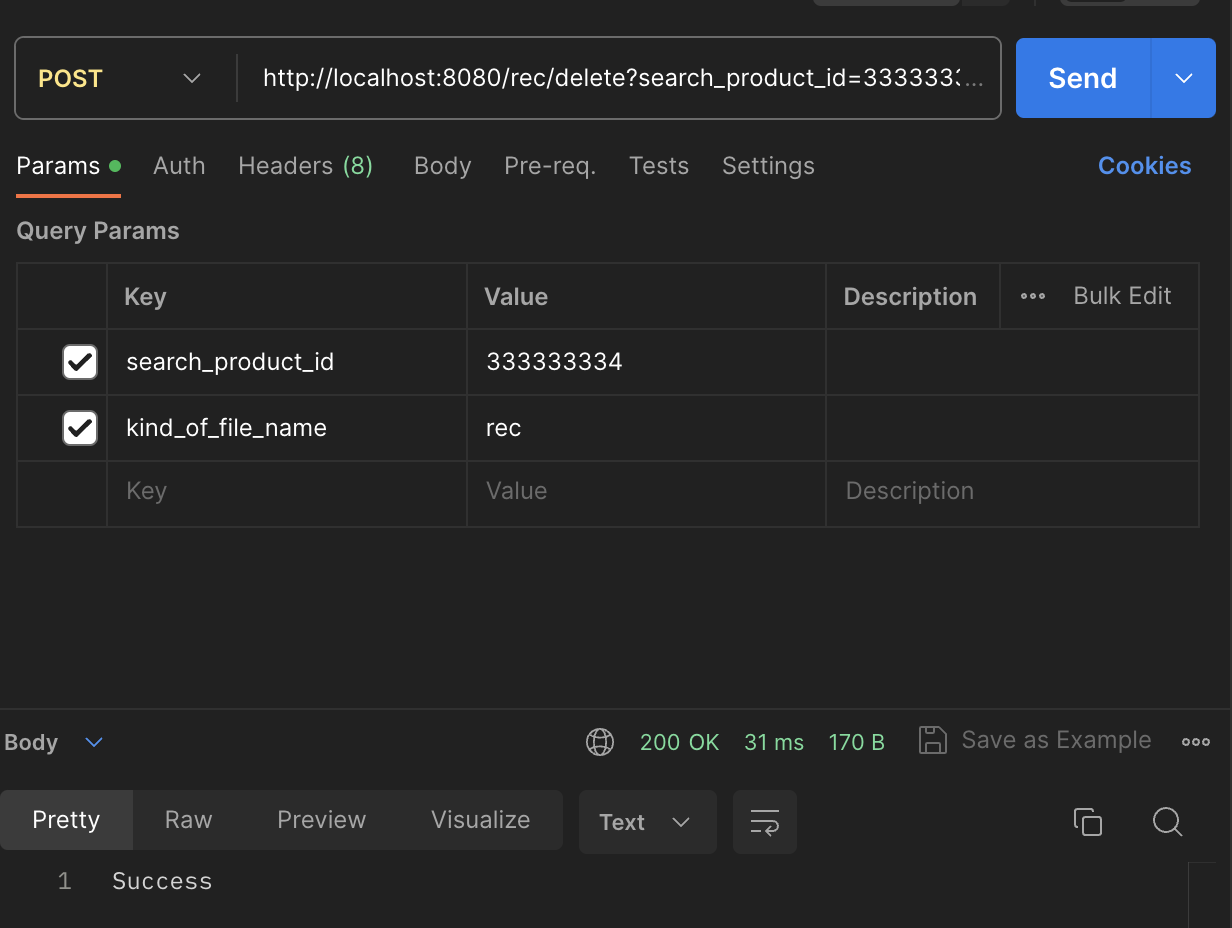 POST http://localhost:8080/rec/delete?search_product_id=3333333... Send
Params Auth Headers (8) Body Pre-req. Tests Settings Cookies
Query Params
Key Value Description Bulk Edit
search_product_id 333333334
kind_of_file_name rec
Key Value Description
Body 200 OK 31 ms 170 B Save as Example
Pretty Raw Preview Visualize Text
1 Success